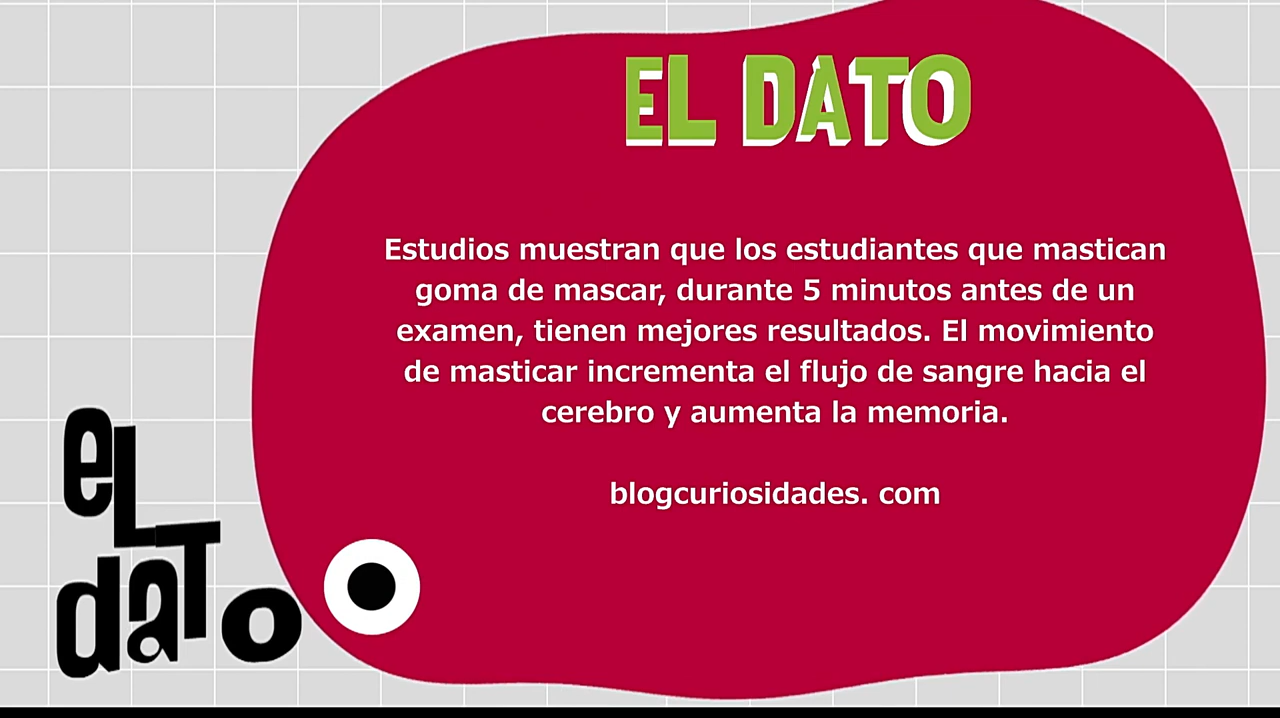 EL DATO
Estudios muestran que los estudiantes que mastican
goma de mascar, durante 5 minutos antes de un
examen, tienen mejores resultados. El movimiento
de masticar incrementa el flujo de sangre hacia el
cerebro y aumenta la memoria.
blogcuriosidades. com
eL
daTo